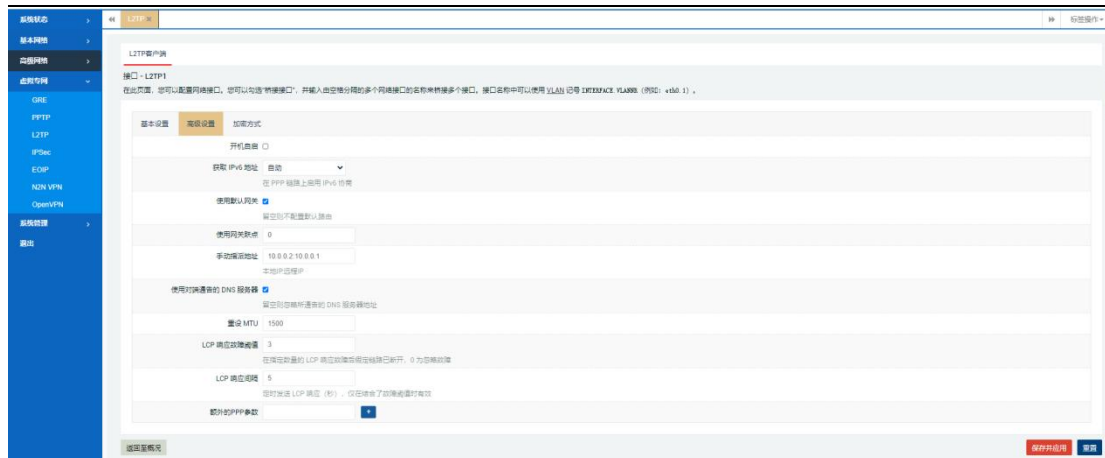 系统状态
基本网络
高级网络
虚拟专网
GRE
PPTP
L2TP
IPSec
EOIP
N2N VPN
OpenVPN
系统管理
退出
L2TP
标签操作
L2TP客户端
接口 - L2TP1
在此页面，您可以配置网络接口。您可以勾选“桥接接口”，并输入由空格分隔的多个网络接口的名称来桥接多个接口。接口名称中可以使用 VLAN 记号 INTERFACE.VLANNR（例如：eth0.1）。
基本设置 高级设置 加密方式
开机自启
获取 IPv6 地址 自动
在 PPP 链路上启用 IPv6 协商
使用默认网关
留空则不配置默认路由
使用网关跃点 0
手动指派地址 10.0.0.2:10.0.0.1
本地IP:远程IP
使用对端通告的 DNS 服务器
留空则忽略所通告的 DNS 服务器地址
重设 MTU 1500
LCP 响应故障阈值 3
在指定数量的 LCP 响应故障后假定链路已断开，0 为忽略故障
LCP 响应间隔 5
定时发送 LCP 响应（秒），仅在结合了故障阈值时有效
额外的PPP参数
返回至概况 保存并应用 重置